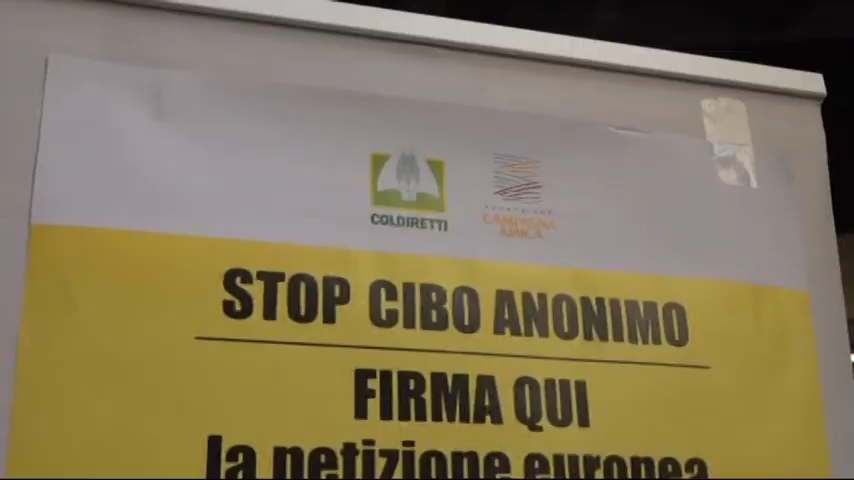 COLDIRETTI
CAMPAGNA
AMICA
STOP CIBO ANONIMO
FIRMA QUI
la petizione europea